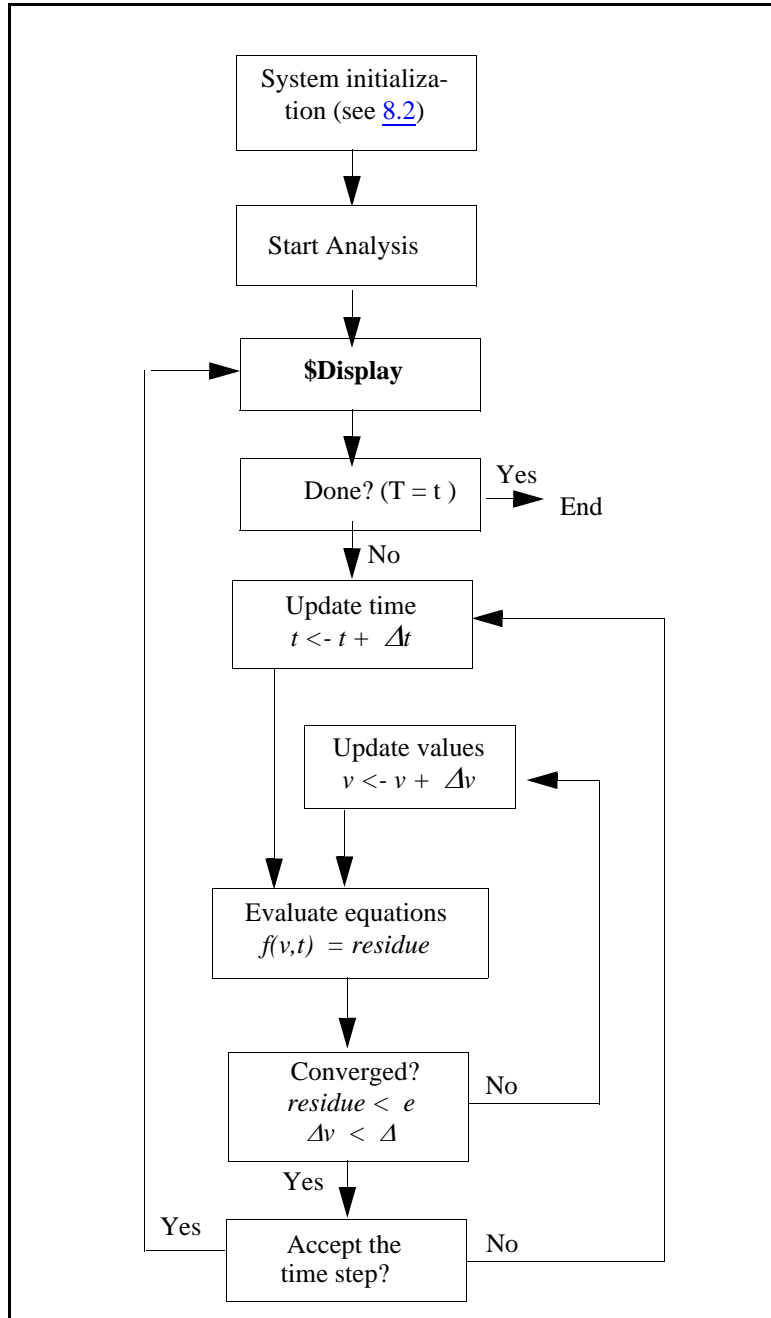 System initializa-
tion (see 8.2)
Start Analysis
$Display
Done? (T = t )
Yes
End
No
Update time
t <- t + Δt
Update values
v <- v + Δv
Evaluate equations
f(v,t) = residue
Converged?
residue < e
Δv < Δ
No
Yes
Yes
Accept the
time step?
No